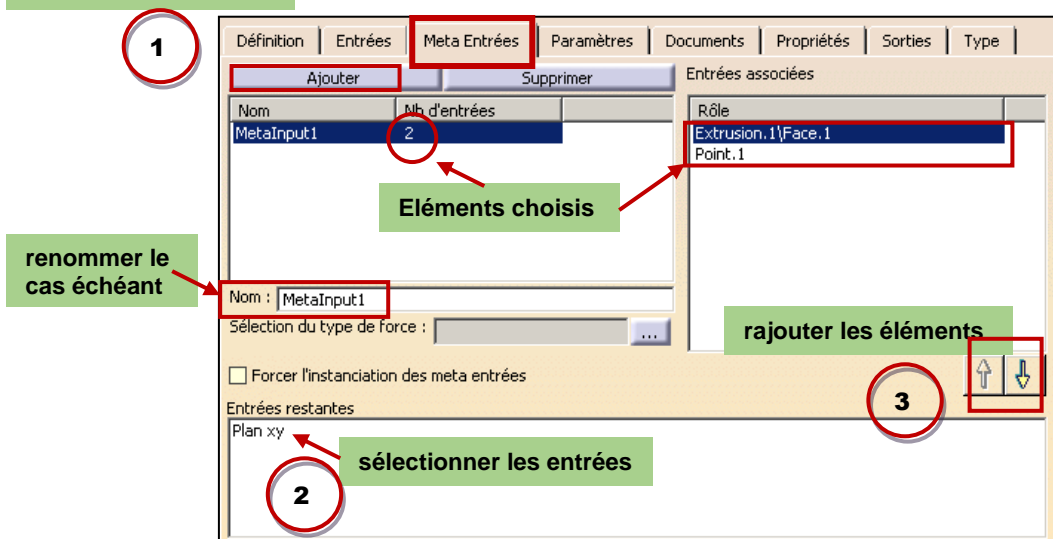 1
Définition Entrées Meta Entrées Paramètres Documents Propriétés Sorties Type
Ajouter Supprimer Entrées associées
Nom Nb d'entrées Rôle
MetaInput1 2 Extrusion.1\Face.1
Point.1
Eléments choisis
renommer le
cas échéant
Nom : MetaInput1
Sélection du type de force : ...
rajouter les éléments
Forcer l'instanciation des meta entrées
3
Entrées restantes
Plan xy
sélectionner les entrées
2